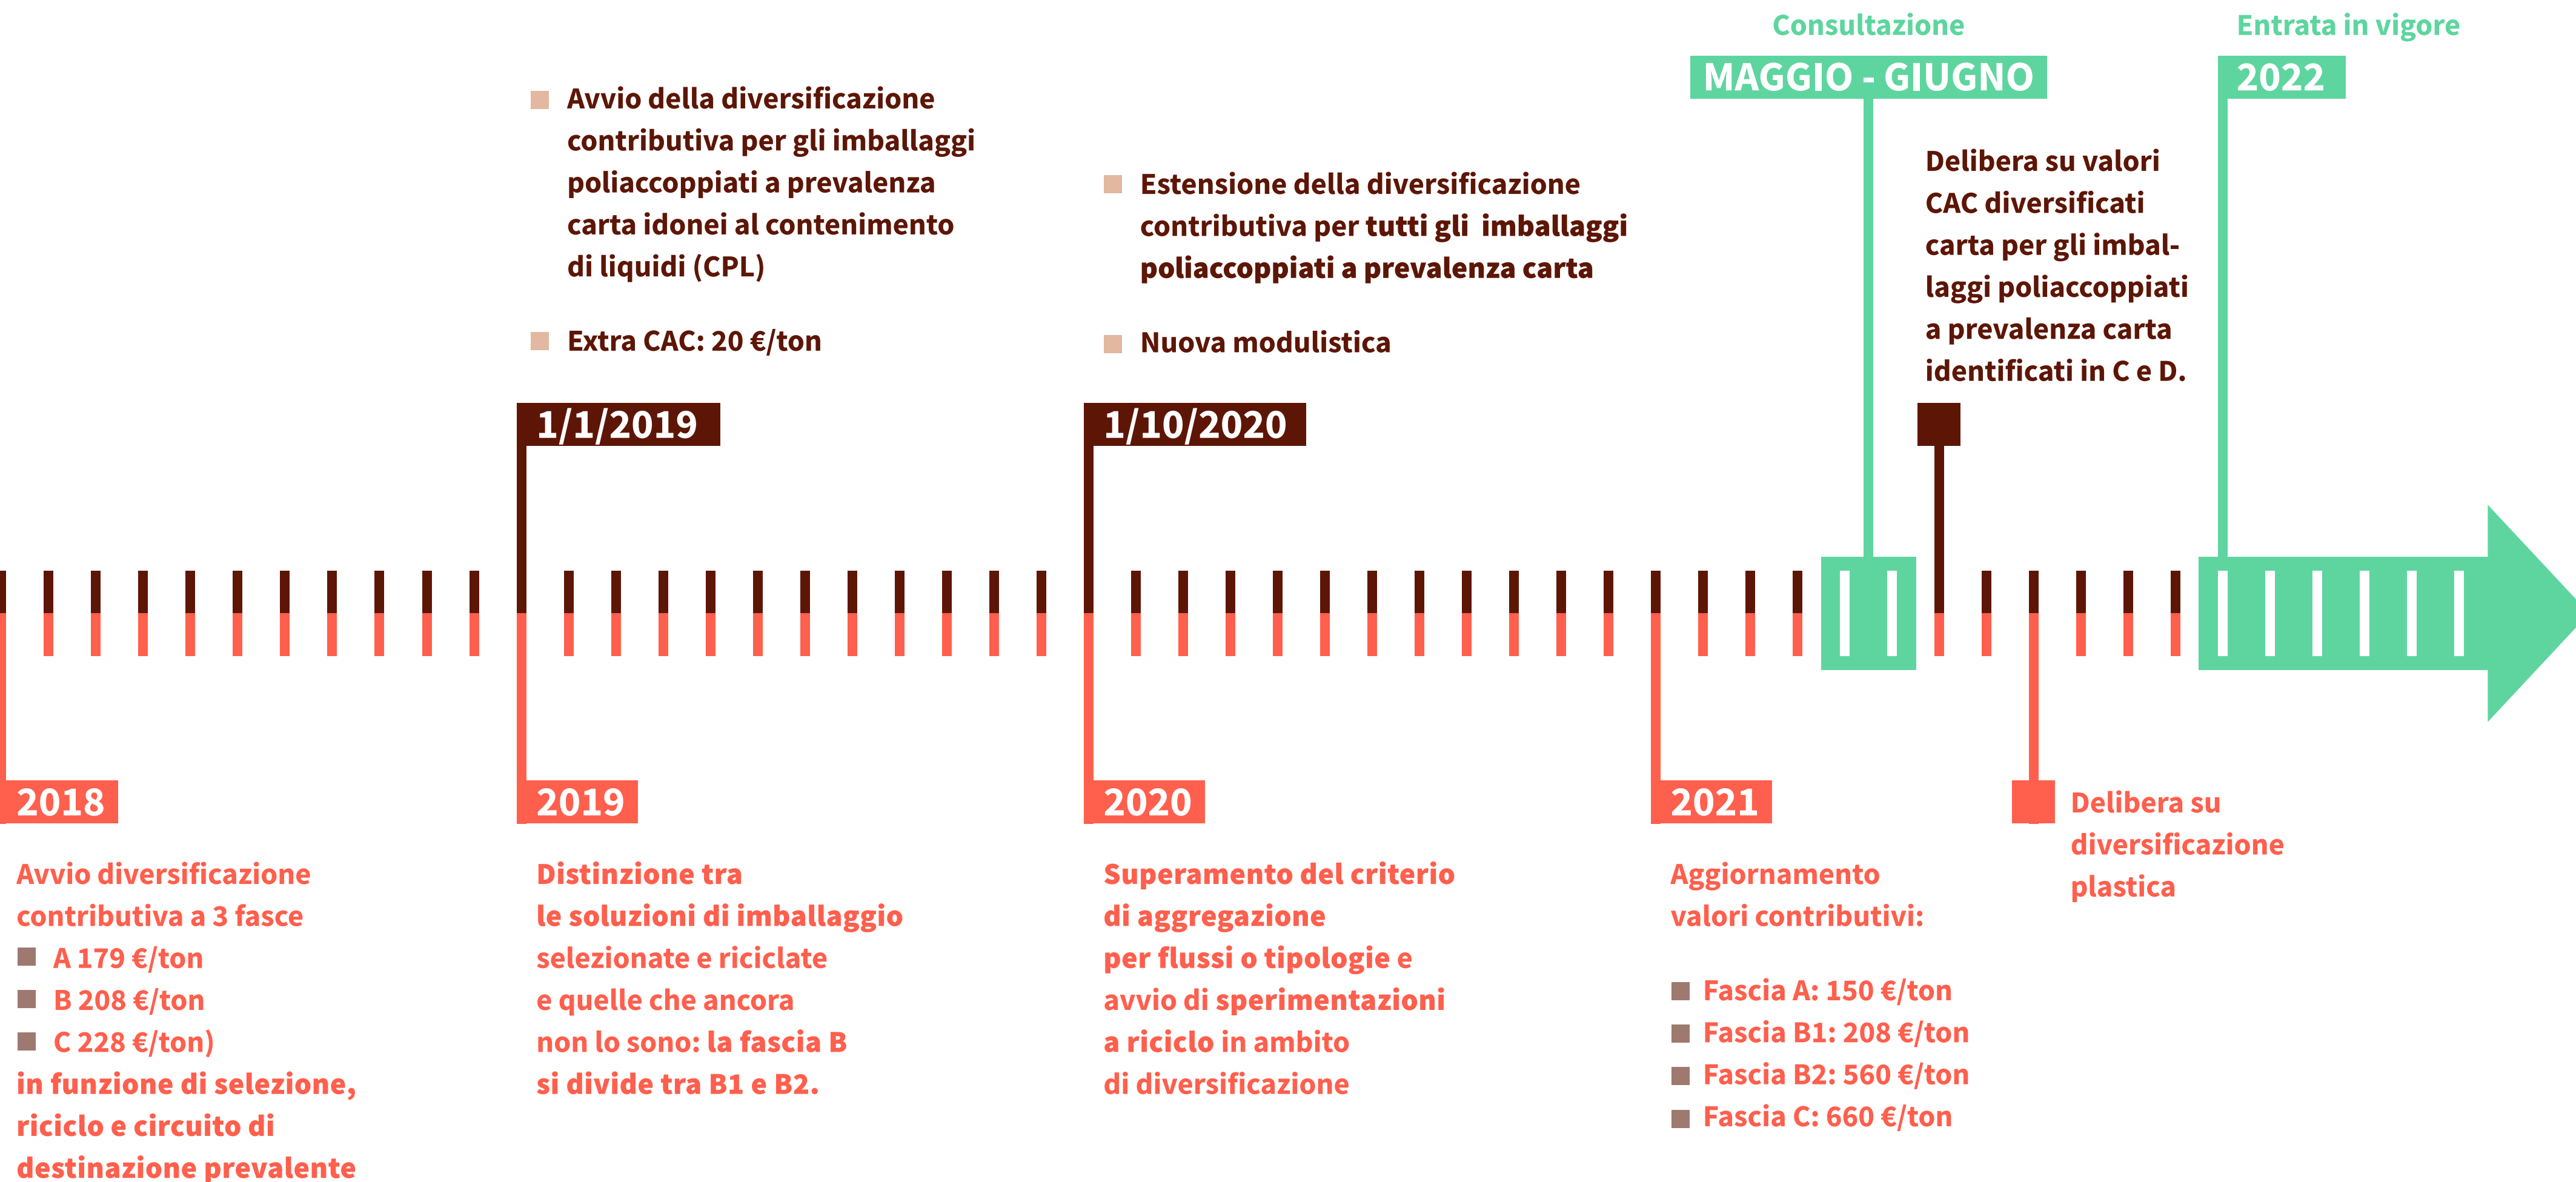 Consultazione
MAGGIO - GIUGNO
Entrata in vigore
2022
Avvio della diversificazione
contributiva per gli imballaggi
poliaccoppiati a prevalenza
carta idonei al contenimento
di liquidi (CPL)
Extra CAC: 20 €/ton
1/1/2019
Estensione della diversificazione
contributiva per tutti gli imballaggi
poliaccoppiati a prevalenza carta
Nuova modulistica
1/10/2020
Delibera su valori
CAC diversificati
carta per gli imbal-
laggi poliaccoppiati
a prevalenza carta
identificati in C e D.
2018
Avvio diversificazione
contributiva a 3 fasce
A 179 €/ton
B 208 €/ton
C 228 €/ton)
in funzione di selezione,
riciclo e circuito di
destinazione prevalente
2019
Distinzione tra
le soluzioni di imballaggio
selezionate e riciclate
e quelle che ancora
non lo sono: la fascia B
si divide tra B1 e B2.
2020
Superamento del criterio
di aggregazione
per flussi o tipologie e
avvio di sperimentazioni
a riciclo in ambito
di diversificazione
2021
Aggiornamento
valori contributivi:
Fascia A: 150 €/ton
Fascia B1: 208 €/ton
Fascia B2: 560 €/ton
Fascia C: 660 €/ton
Delibera su
diversificazione
plastica